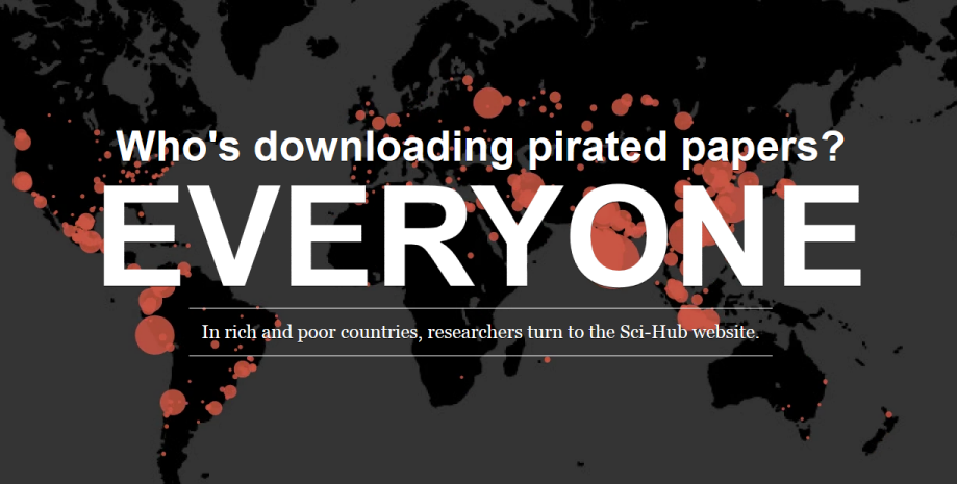 Who's downloading pirated papers?
EVERYONE
In rich and poor countries, researchers turn to the Sci-Hub website.